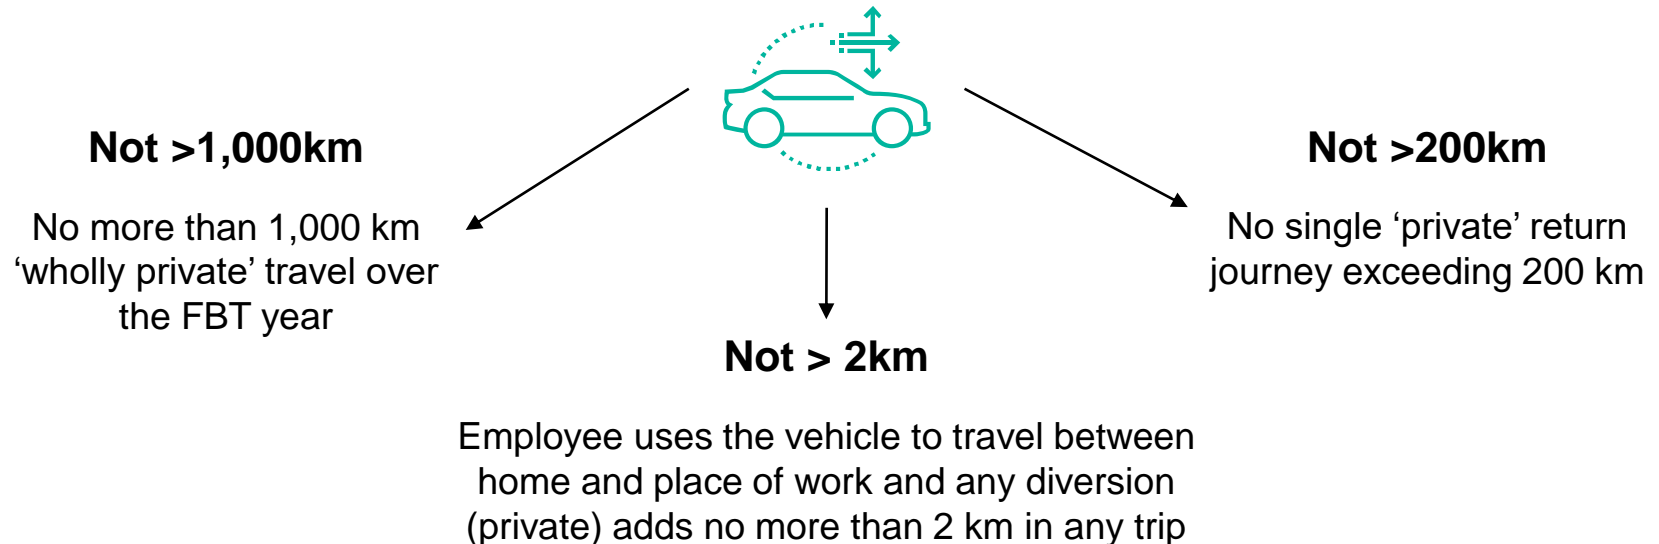 Not >1,000km
No more than 1,000 km
‘wholly private’ travel over
the FBT year
Not > 2km
Employee uses the vehicle to travel between
home and place of work and any diversion
(private) adds no more than 2 km in any trip
Not >200km
No single ‘private’ return
journey exceeding 200 km